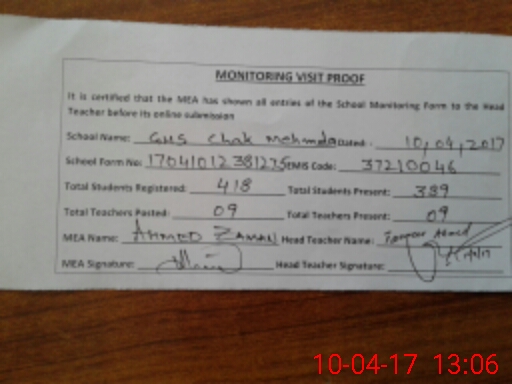 MONITORING VISIT PROOF
It is certified that the MEA has shown all entries of the School Monitoring Form to the Head
Teacher before its online submission
School Name: GHS Chak Mehmda Dated: 10,04,2017
School Form No: 17041012381275 EMIS Code: 37210046
Total Students Registered: 418 Total Students Present: 389
Total Teachers Posted: 09 Total Teachers Present: 09
MEA Name: AHMED ZAMAN Head Teacher Name: Ahmed
MEA Signature: Head Teacher Signature:
10-04-17 13:06